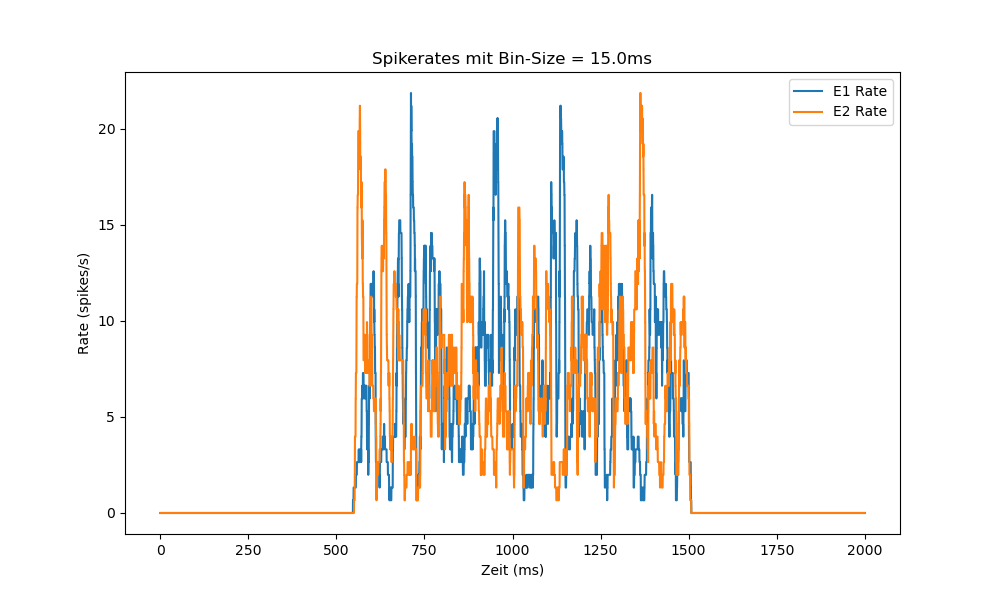 Spikerates mit Bin-Size = 15.0ms
E1 Rate
E2 Rate
Rate (spikes/s)
20
15
10
5
0
0 250 500 750 1000 1250 1500 1750 2000
Zeit (ms)